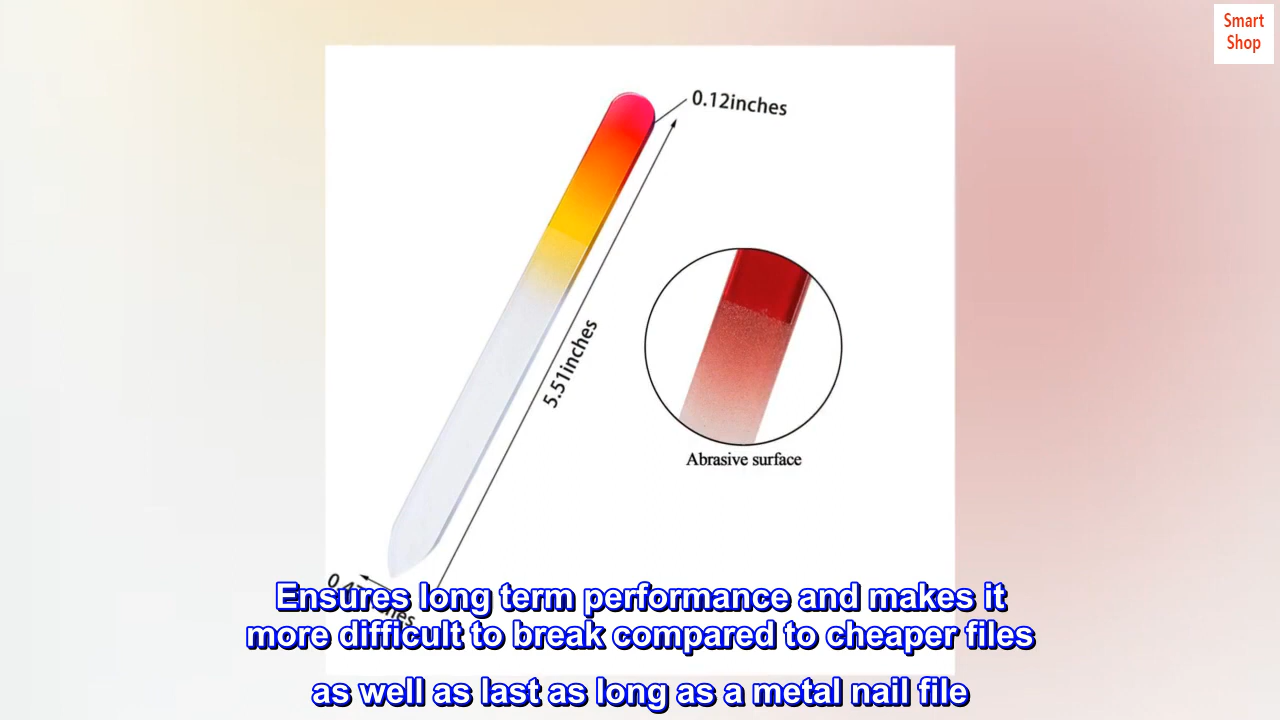 Smart
Shop
0.12inches
5.51inches
Abrasive surface
Ensures long term performance and makes it
more difficult to break compared to cheaper files
as well as last as long as a metal nail file